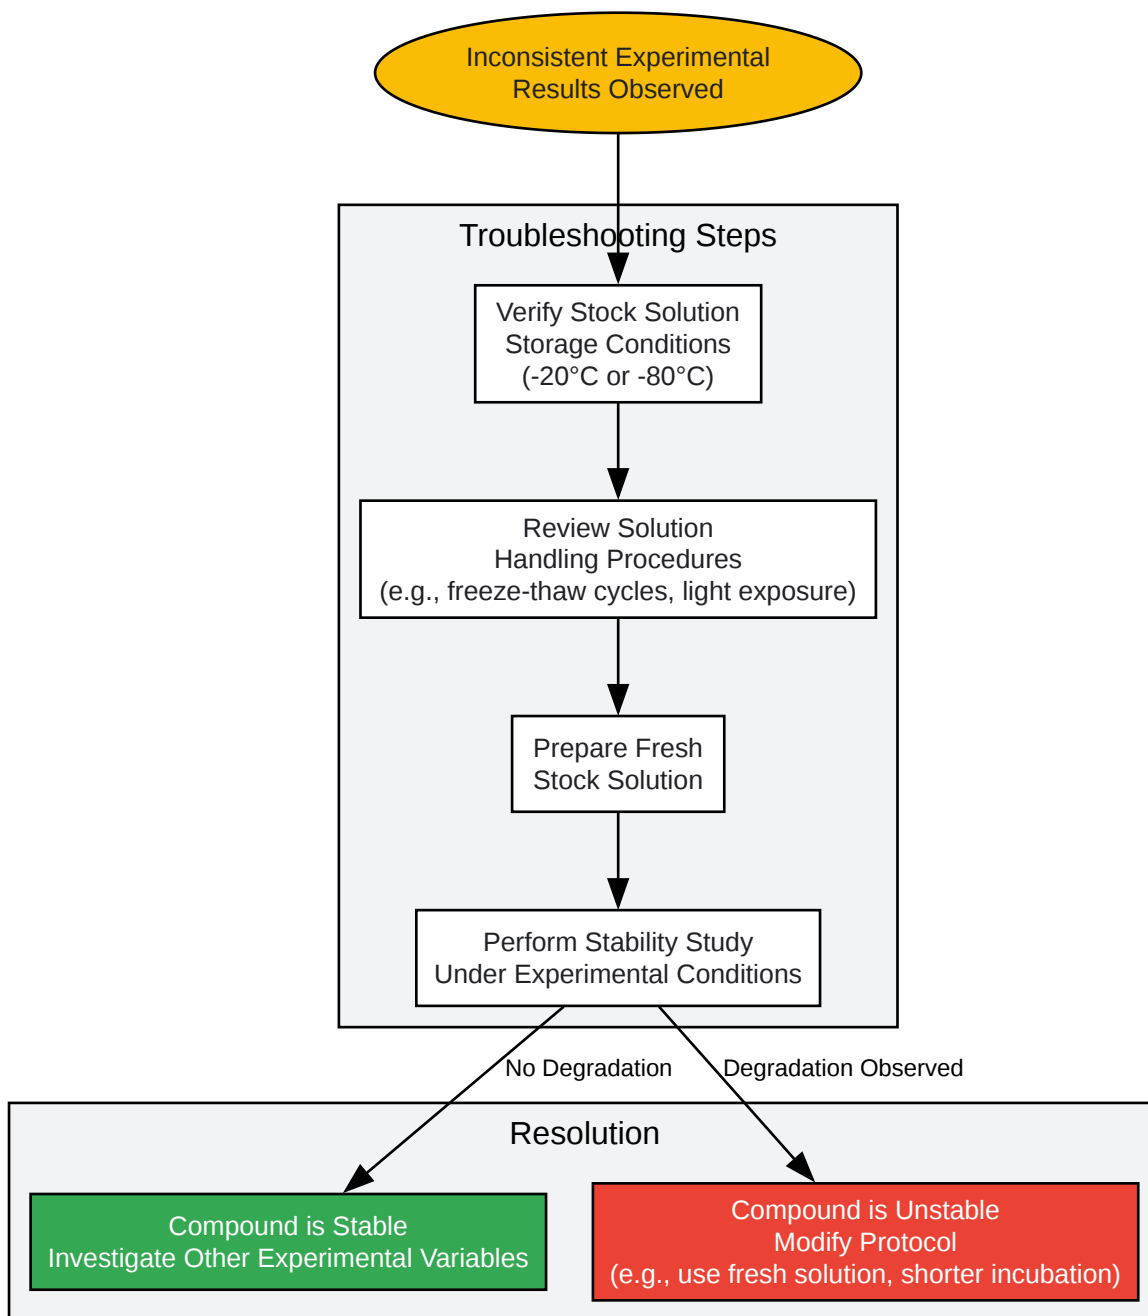 Inconsistent Experimental
Results Observed
Troubleshooting Steps
Verify Stock Solution
Storage Conditions
(-20°C or -80°C)
Review Solution
Handling Procedures
(e.g., freeze-thaw cycles, light exposure)
Prepare Fresh
Stock Solution
Perform Stability Study
Under Experimental Conditions
No Degradation
Degradation Observed
Resolution
Compound is Stable
Investigate Other Experimental Variables
Compound is Unstable
Modify Protocol
(e.g., use fresh solution, shorter incubation)